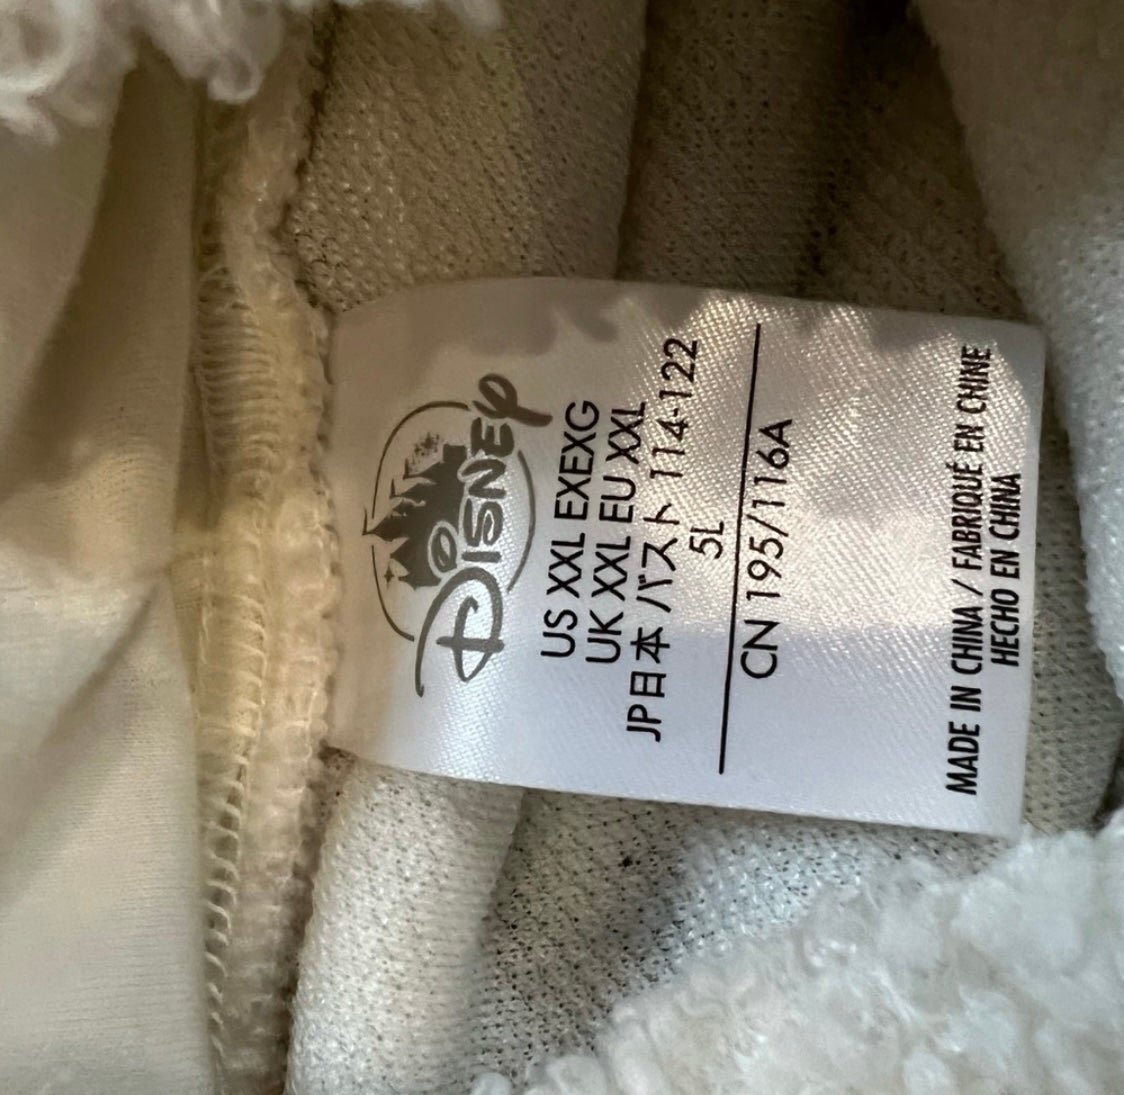 Disney
US XXL EXEXG
UK XXL EU XXL
JP日本 バスト 114-122
5L
CN 195/116A
MADE IN CHINA / FABRIQUÉ EN CHINE
HECHO EN CHINA